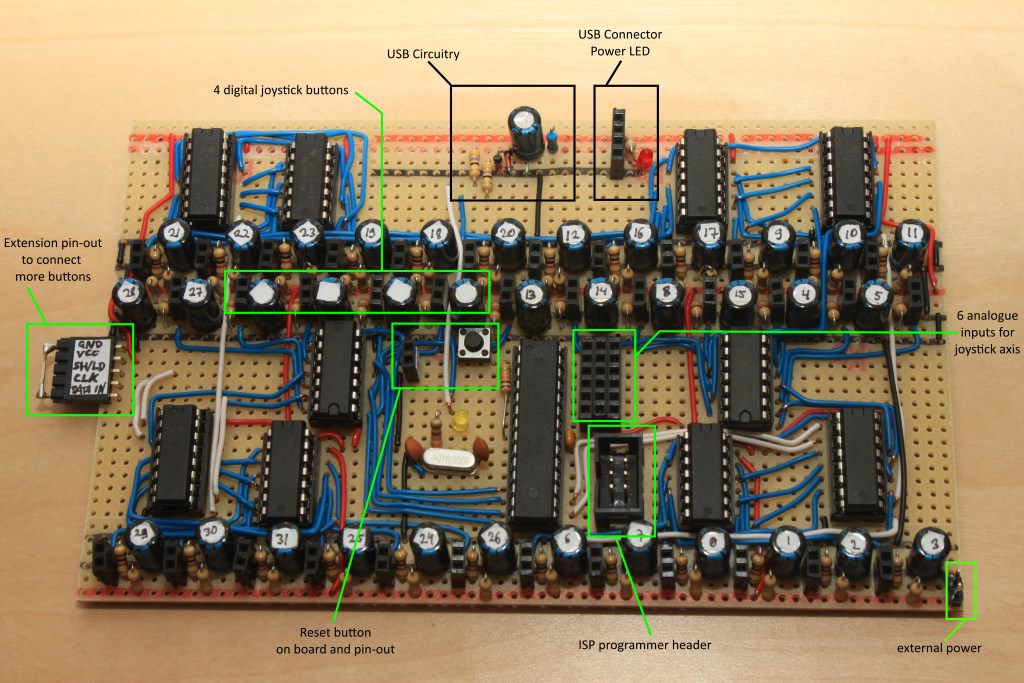 USB Connector
Power LED
USB Circuitry
4 digital joystick buttons
21
22
23
19
18
20
12
16
17
9
10
11
Extension pin-out
to connect
more buttons
28
27
13
14
8
15
4
5
6 analogue
inputs for
joystick axis
GND
VCC
SH/LD
CLK
DATA IN
29
30
31
25
24
26
6
7
0
1
2
3
Reset button
on board and pin-out
ISP programmer header
external power